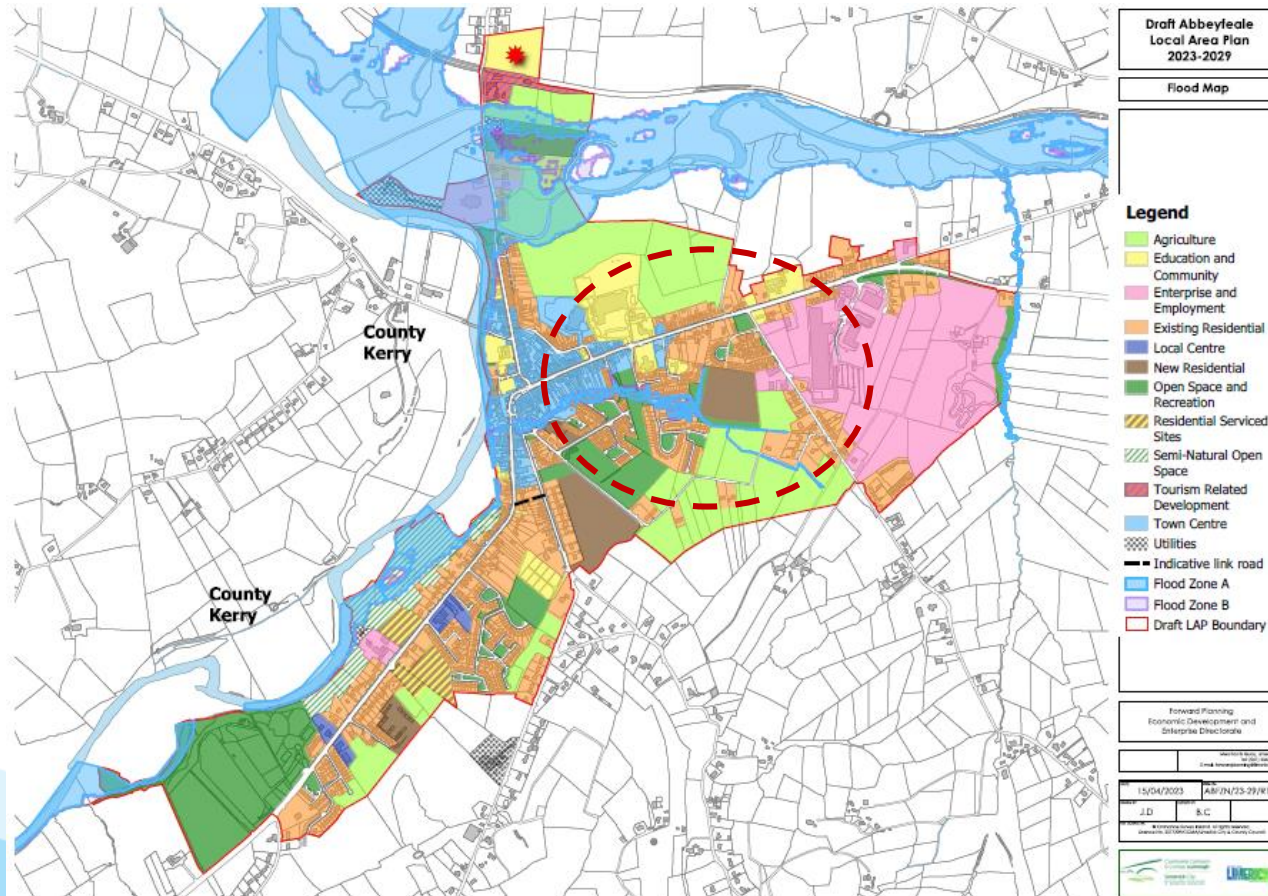 Draft Abbeyfeale
Local Area Plan
2023-2029
Flood Map
Legend
Agriculture
Education and
Community
Enterprise and
Employment
Existing Residential
Local Centre
New Residential
Open Space and
Recreation
Residential Serviced
Sites
Semi-Natural Open
Space
Tourism Related
Development
Town Centre
Utilities
Indicative link road
Flood Zone A
Flood Zone B
Draft LAP Boundary
County
Kerry
County
Kerry
Forward Planning
Economic Development and
Enterprise Directorate
15/04/2023
J.D
B.C